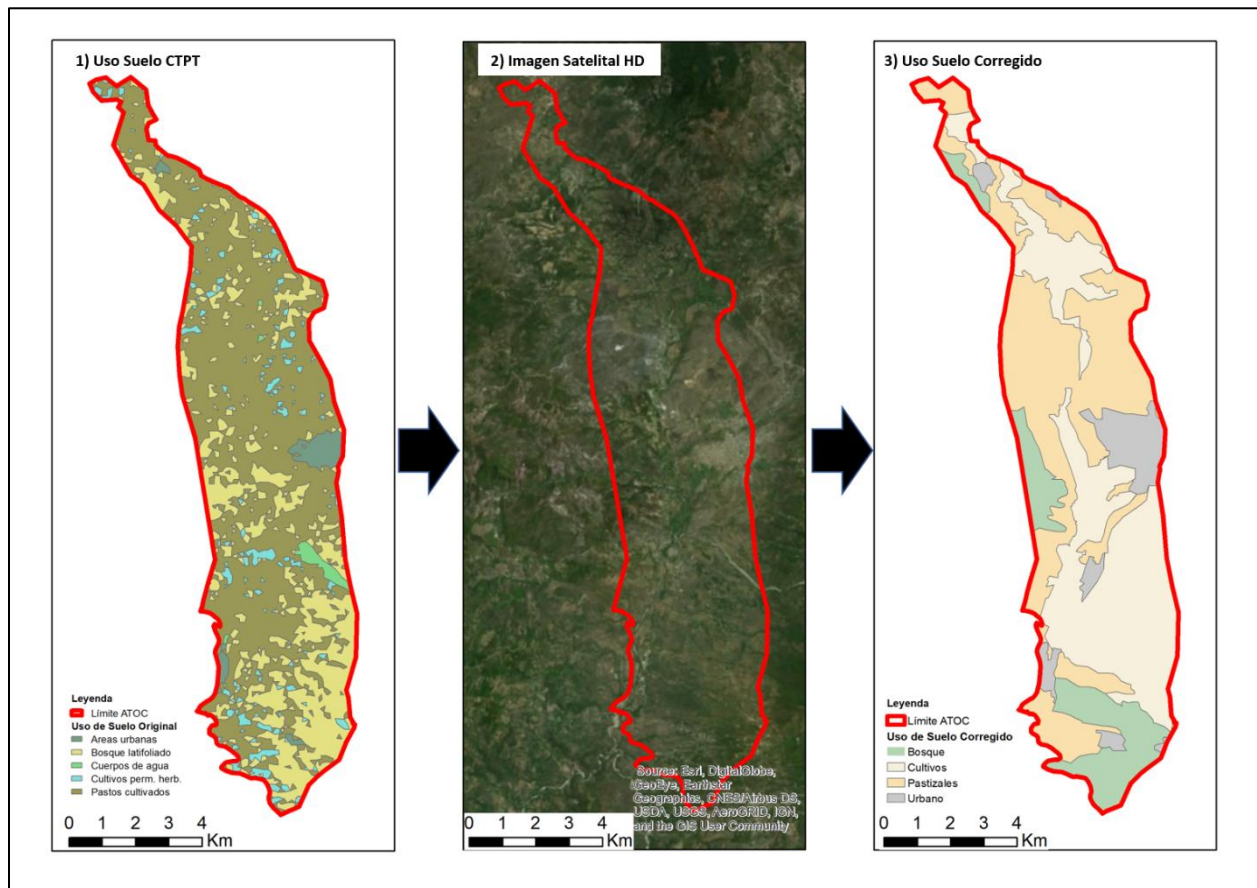 1) Uso Suelo CTPT
Leyenda
Límite ATOC
Uso de Suelo Original
Areas urbanas
Bosque latifoliado
Cuerpos de agua
Cultivos perm. herb.
Pastos cultivados
0 1 2 3 4
Km
2) Imagen Satelital HD
Source: Esri, DigitalGlobe,
GeoEye, Earthstar
Geographics, CNES/Airbus DS,
USDA, USGS, AeroGRID, IGN,
and the GIS User Community
0 1 2 3 4
Km
3) Uso Suelo Corregido
Leyenda
Límite ATOC
Uso de Suelo Corregido
Bosque
Cultivos
Pastizales
Urbano
0 1 2 3 4
Km